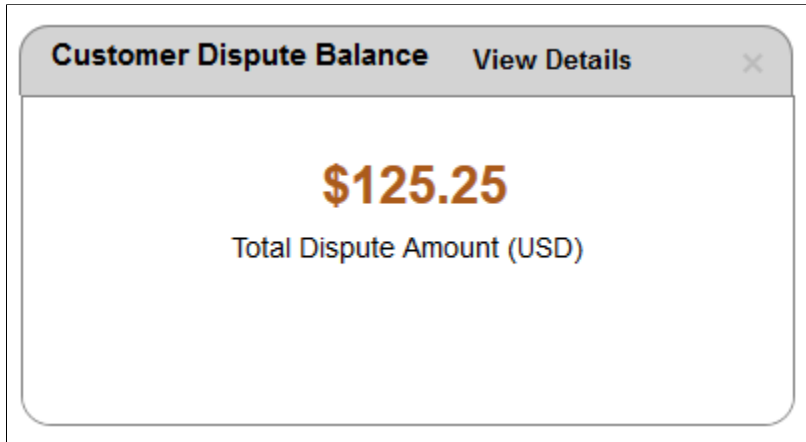 Customer Dispute Balance View Details ×
$125.25
Total Dispute Amount (USD)